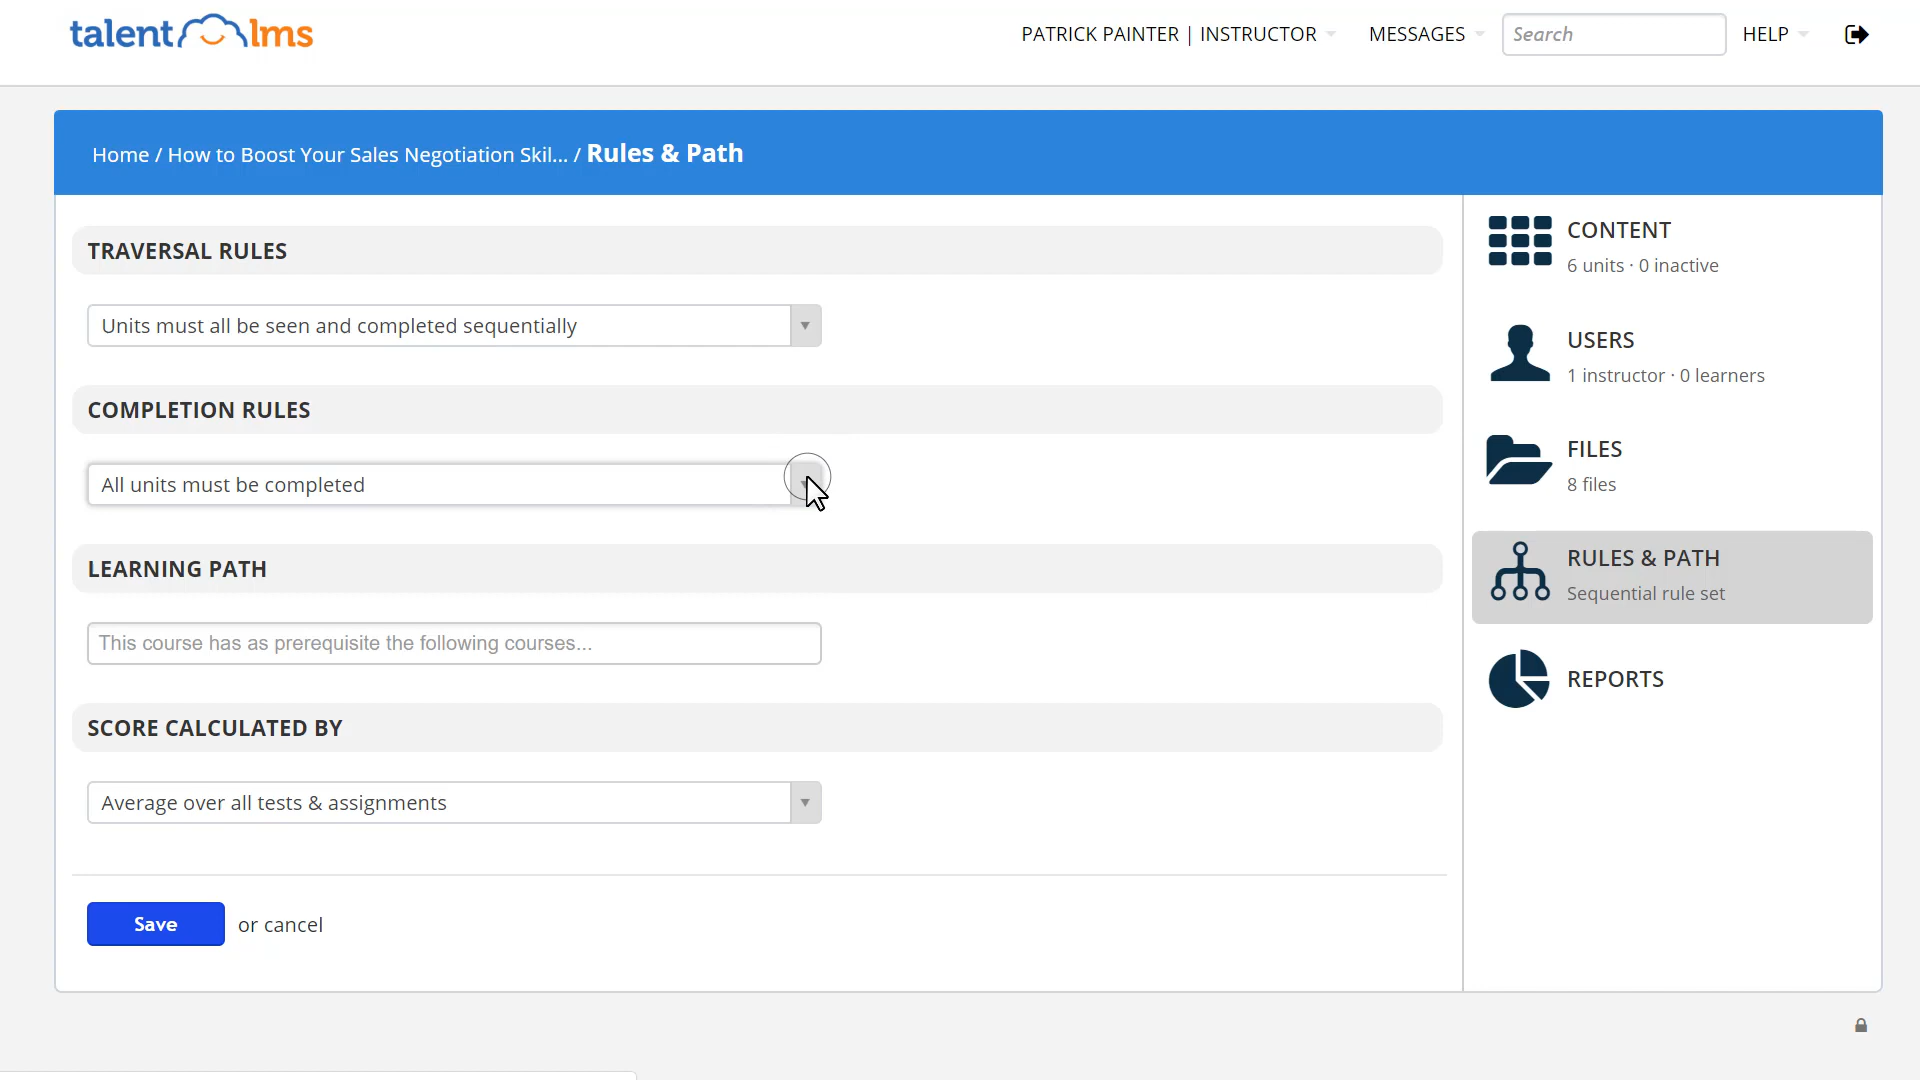 talentlms
PATRICK PAINTER | INSTRUCTOR
MESSAGES
Search
HELP
Home / How to Boost Your Sales Negotiation Skil... / Rules & Path
TRAVERSAL RULES
Units must all be seen and completed sequentially
COMPLETION RULES
All units must be completed
LEARNING PATH
This course has as prerequisite the following courses...
SCORE CALCULATED BY
Average over all tests & assignments
Save or cancel
CONTENT
6 units · 0 inactive
USERS
1 instructor · 0 learners
FILES
8 files
RULES & PATH
Sequential rule set
REPORTS